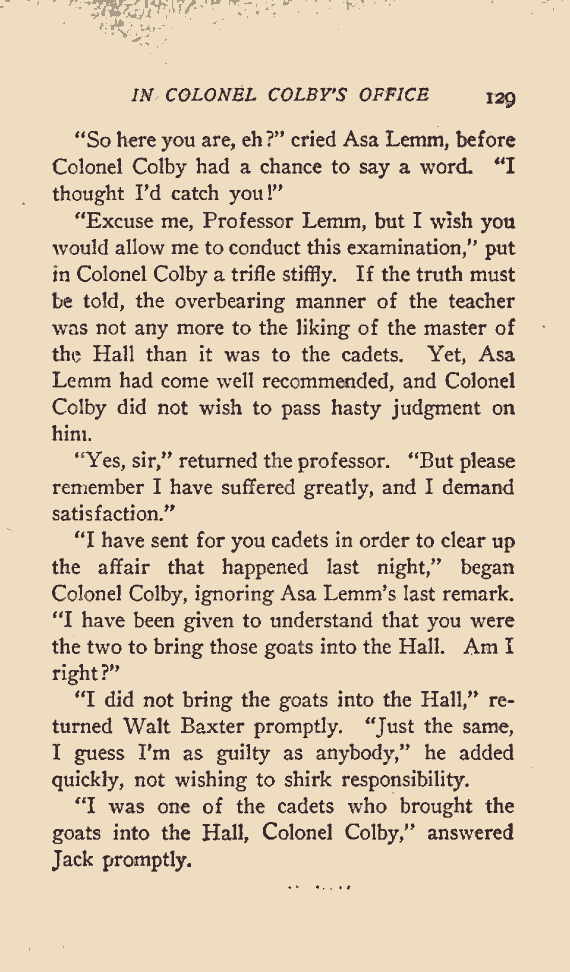 IN COLONEL COLBY'S OFFICE 129
“So here you are, eh?” cried Asa Lemm, before
Colonel Colby had a chance to say a word. “I
thought I'd catch you!”
“Excuse me, Professor Lemm, but I wish you
would allow me to conduct this examination,” put
in Colonel Colby a trifle stiffly. If the truth must
be told, the overbearing manner of the teacher
was not any more to the liking of the master of
the Hall than it was to the cadets. Yet, Asa
Lemm had come well recommended, and Colonel
Colby did not wish to pass hasty judgment on
him.
“Yes, sir,” returned the professor. “But please
remember I have suffered greatly, and I demand
satisfaction.”
“I have sent for you cadets in order to clear up
the affair that happened last night,” began
Colonel Colby, ignoring Asa Lemm's last remark.
“I have been given to understand that you were
the two to bring those goats into the Hall. Am I
right?”
“I did not bring the goats into the Hall,” re-
turned Walt Baxter promptly. “Just the same,
I guess I'm as guilty as anybody,” he added
quickly, not wishing to shirk responsibility.
“I was one of the cadets who brought the
goats into the Hall, Colonel Colby,” answered
Jack promptly.